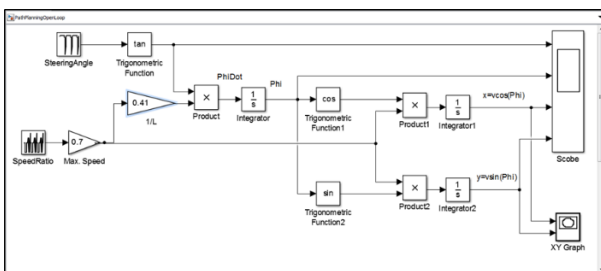 PathPlanningOpenLoop
SteeringAngle
tan
Trigonometric
Function
PhiDot
Phi
0.41
1/L
×
Product
1
s
Integrator
cos
Trigonometric
Function1
×
Product1
1
s
Integrator1
x=vcos(Phi)
Scobe
SpeedRatio
0.7
Max. Speed
sin
Trigonometric
Function2
×
Product2
1
s
Integrator2
y=vsin(Phi)
XY Graph